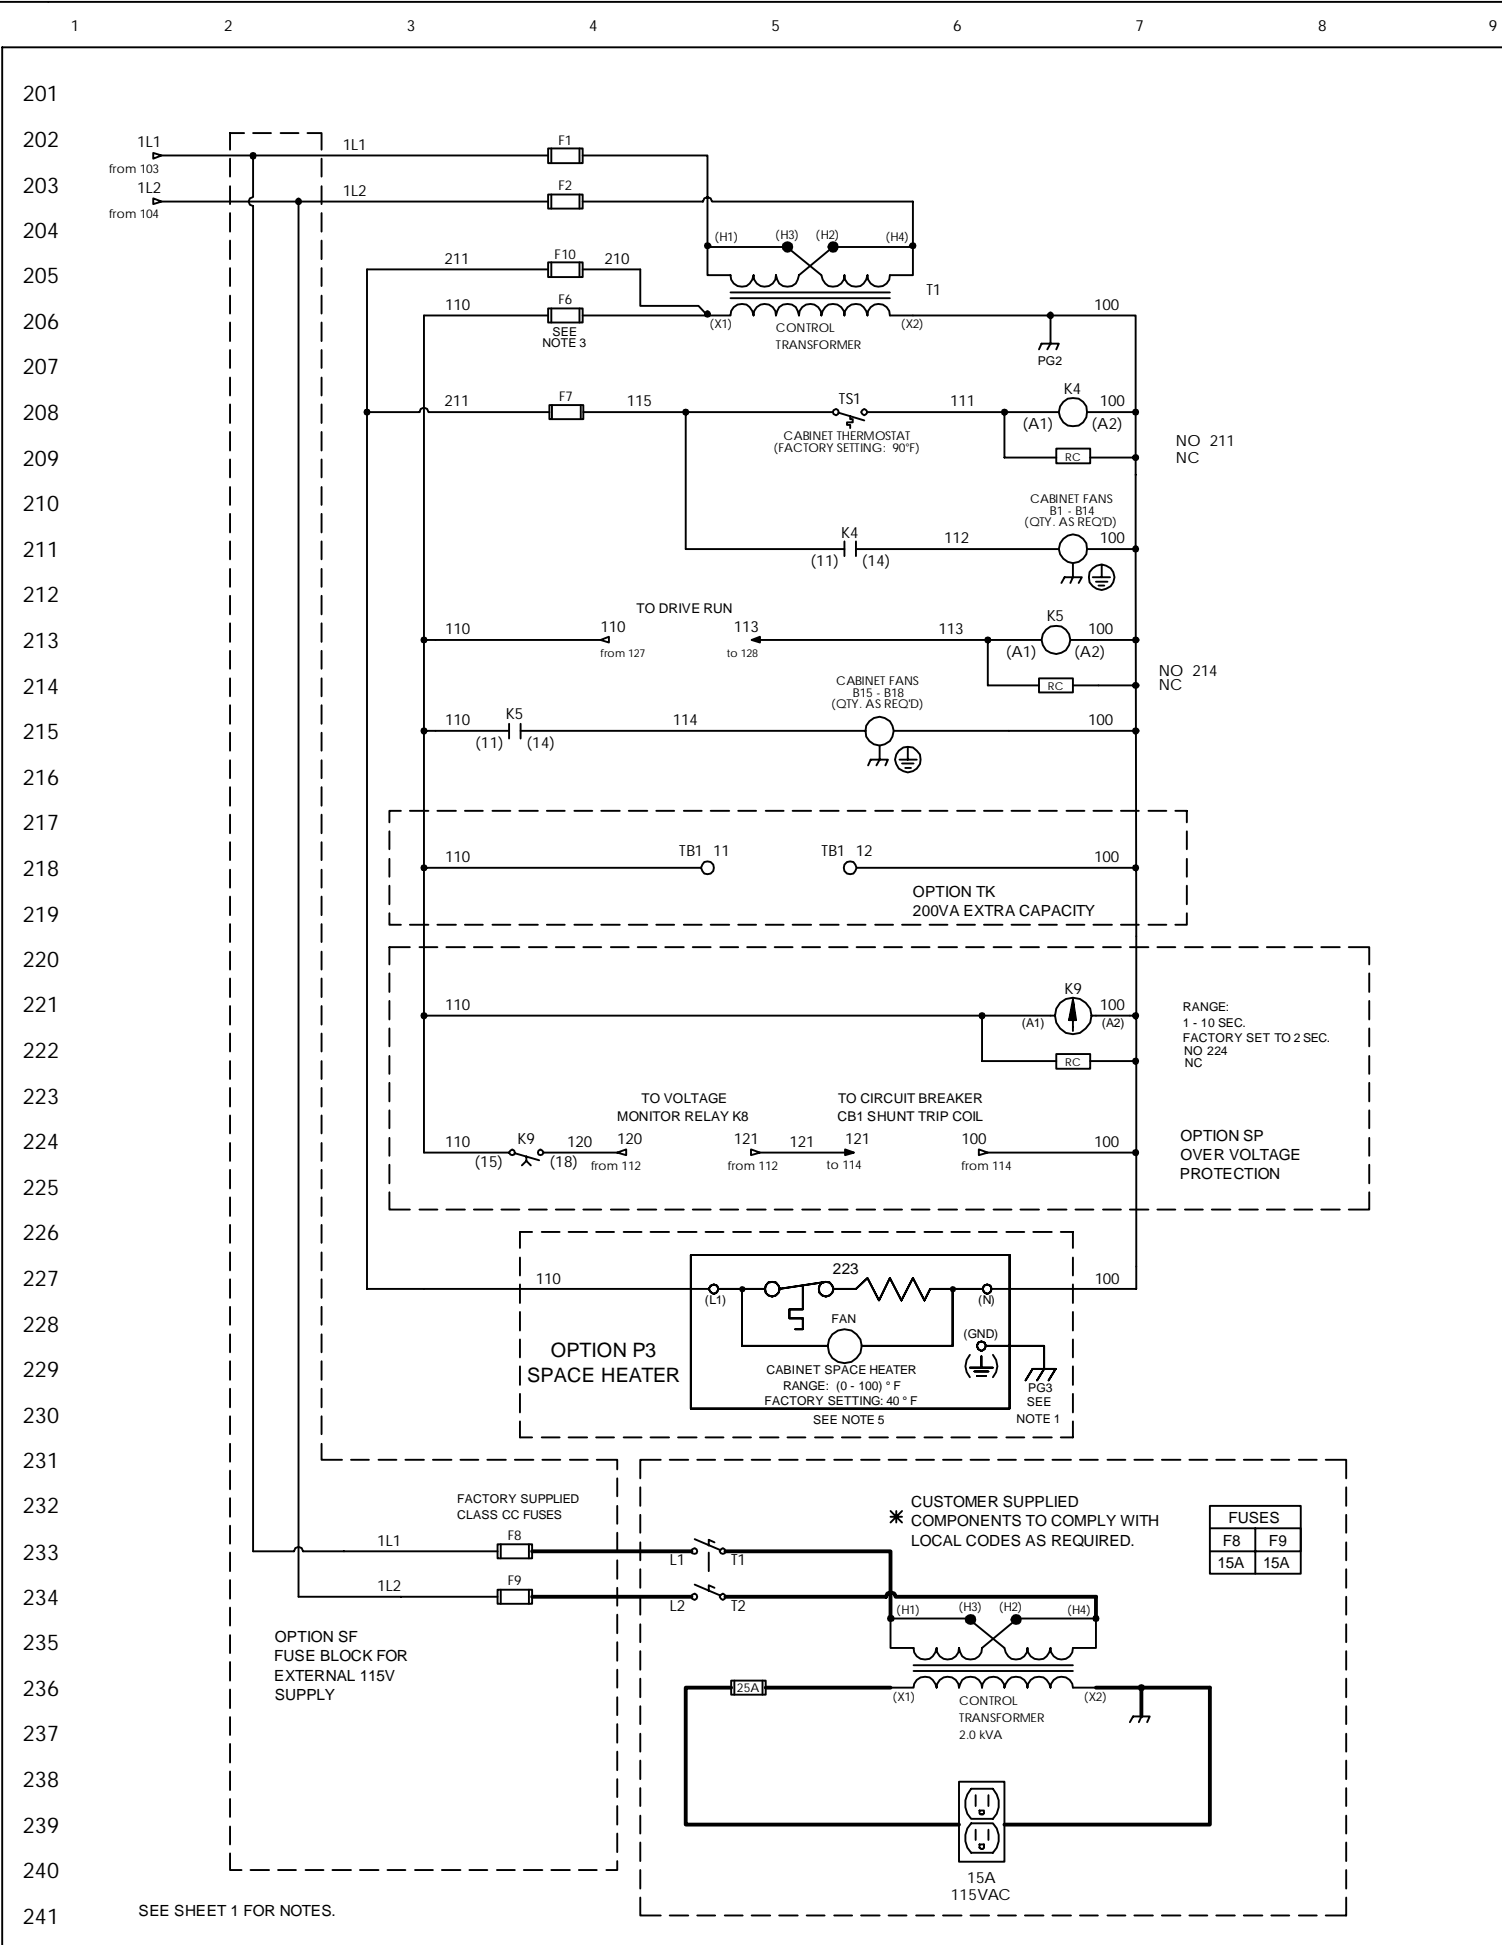 1 2 3 4 5 6 7 8 9
201
202 1L1 1L1 F1
from 103
203 1L2 1L2 F2
from 104
204 (H1) (H3) (H2) (H4)
205 211 F10 210
T1
206 110 F6 (X1) (X2) 100
SEE
NOTE 3
CONTROL
TRANSFORMER
PG2
207
208 211 F7 115 TS1 111 K4 100
(A1) (A2)
CABINET THERMOSTAT
(FACTORY SETTING: 90°F)
NO 211
NC
209 RC
210 CABINET FANS
B1 - B14
(QTY. AS REQ'D)
211 K4 112 100
(11) (14)
212
TO DRIVE RUN
213 110 110 113 113 K5 100
from 127 to 128 (A1) (A2)
NO 214
NC
214 RC
CABINET FANS
B15 - B18
(QTY. AS REQ'D)
215 110 K5 114 100
(11) (14)
216
217
218 110 TB1 11 TB1 12 100
OPTION TK
219 200VA EXTRA CAPACITY
220
221 110 K9 100
(A1) (A2)
RANGE:
1 - 10 SEC.
FACTORY SET TO 2 SEC.
NO 224
NC
222 RC
223 TO VOLTAGE TO CIRCUIT BREAKER
MONITOR RELAY K8 CB1 SHUNT TRIP COIL
224 110 K9 120 120 121 121 121 100 100
(15) (18) from 112 from 112 to 114 from 114
OPTION SP
OVER VOLTAGE
PROTECTION
225
226
227 110 223 100
(L1) (N)
228 FAN (GND)
OPTION P3
SPACE HEATER
229 CABINET SPACE HEATER
RANGE: (0 - 100) ° F
FACTORY SETTING: 40 ° F
PG3
SEE
NOTE 1
230 SEE NOTE 5
231
232 FACTORY SUPPLIED
CLASS CC FUSES
CUSTOMER SUPPLIED
COMPONENTS TO COMPLY WITH
LOCAL CODES AS REQUIRED.
FUSES
F8 F9
15A 15A
233 1L1 F8 L1 T1
234 1L2 F9 L2 T2
(H1) (H3) (H2) (H4)
235 OPTION SF
FUSE BLOCK FOR
EXTERNAL 115V
SUPPLY
236 25A (X1) (X2)
CONTROL
TRANSFORMER
2.0 kVA
237
238
239
240 15A
115VAC
241 SEE SHEET 1 FOR NOTES.